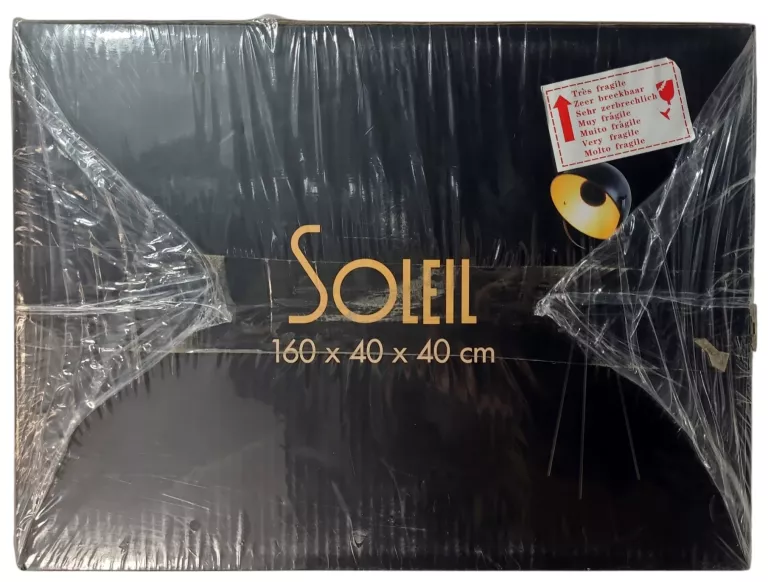 Très fragile
Zeer breekbaar
Sehr zerbrechlich
Muy frágile
Muito frágile
Very fragile
Molto fragile
SOLEIL
160 x 40 x 40 cm